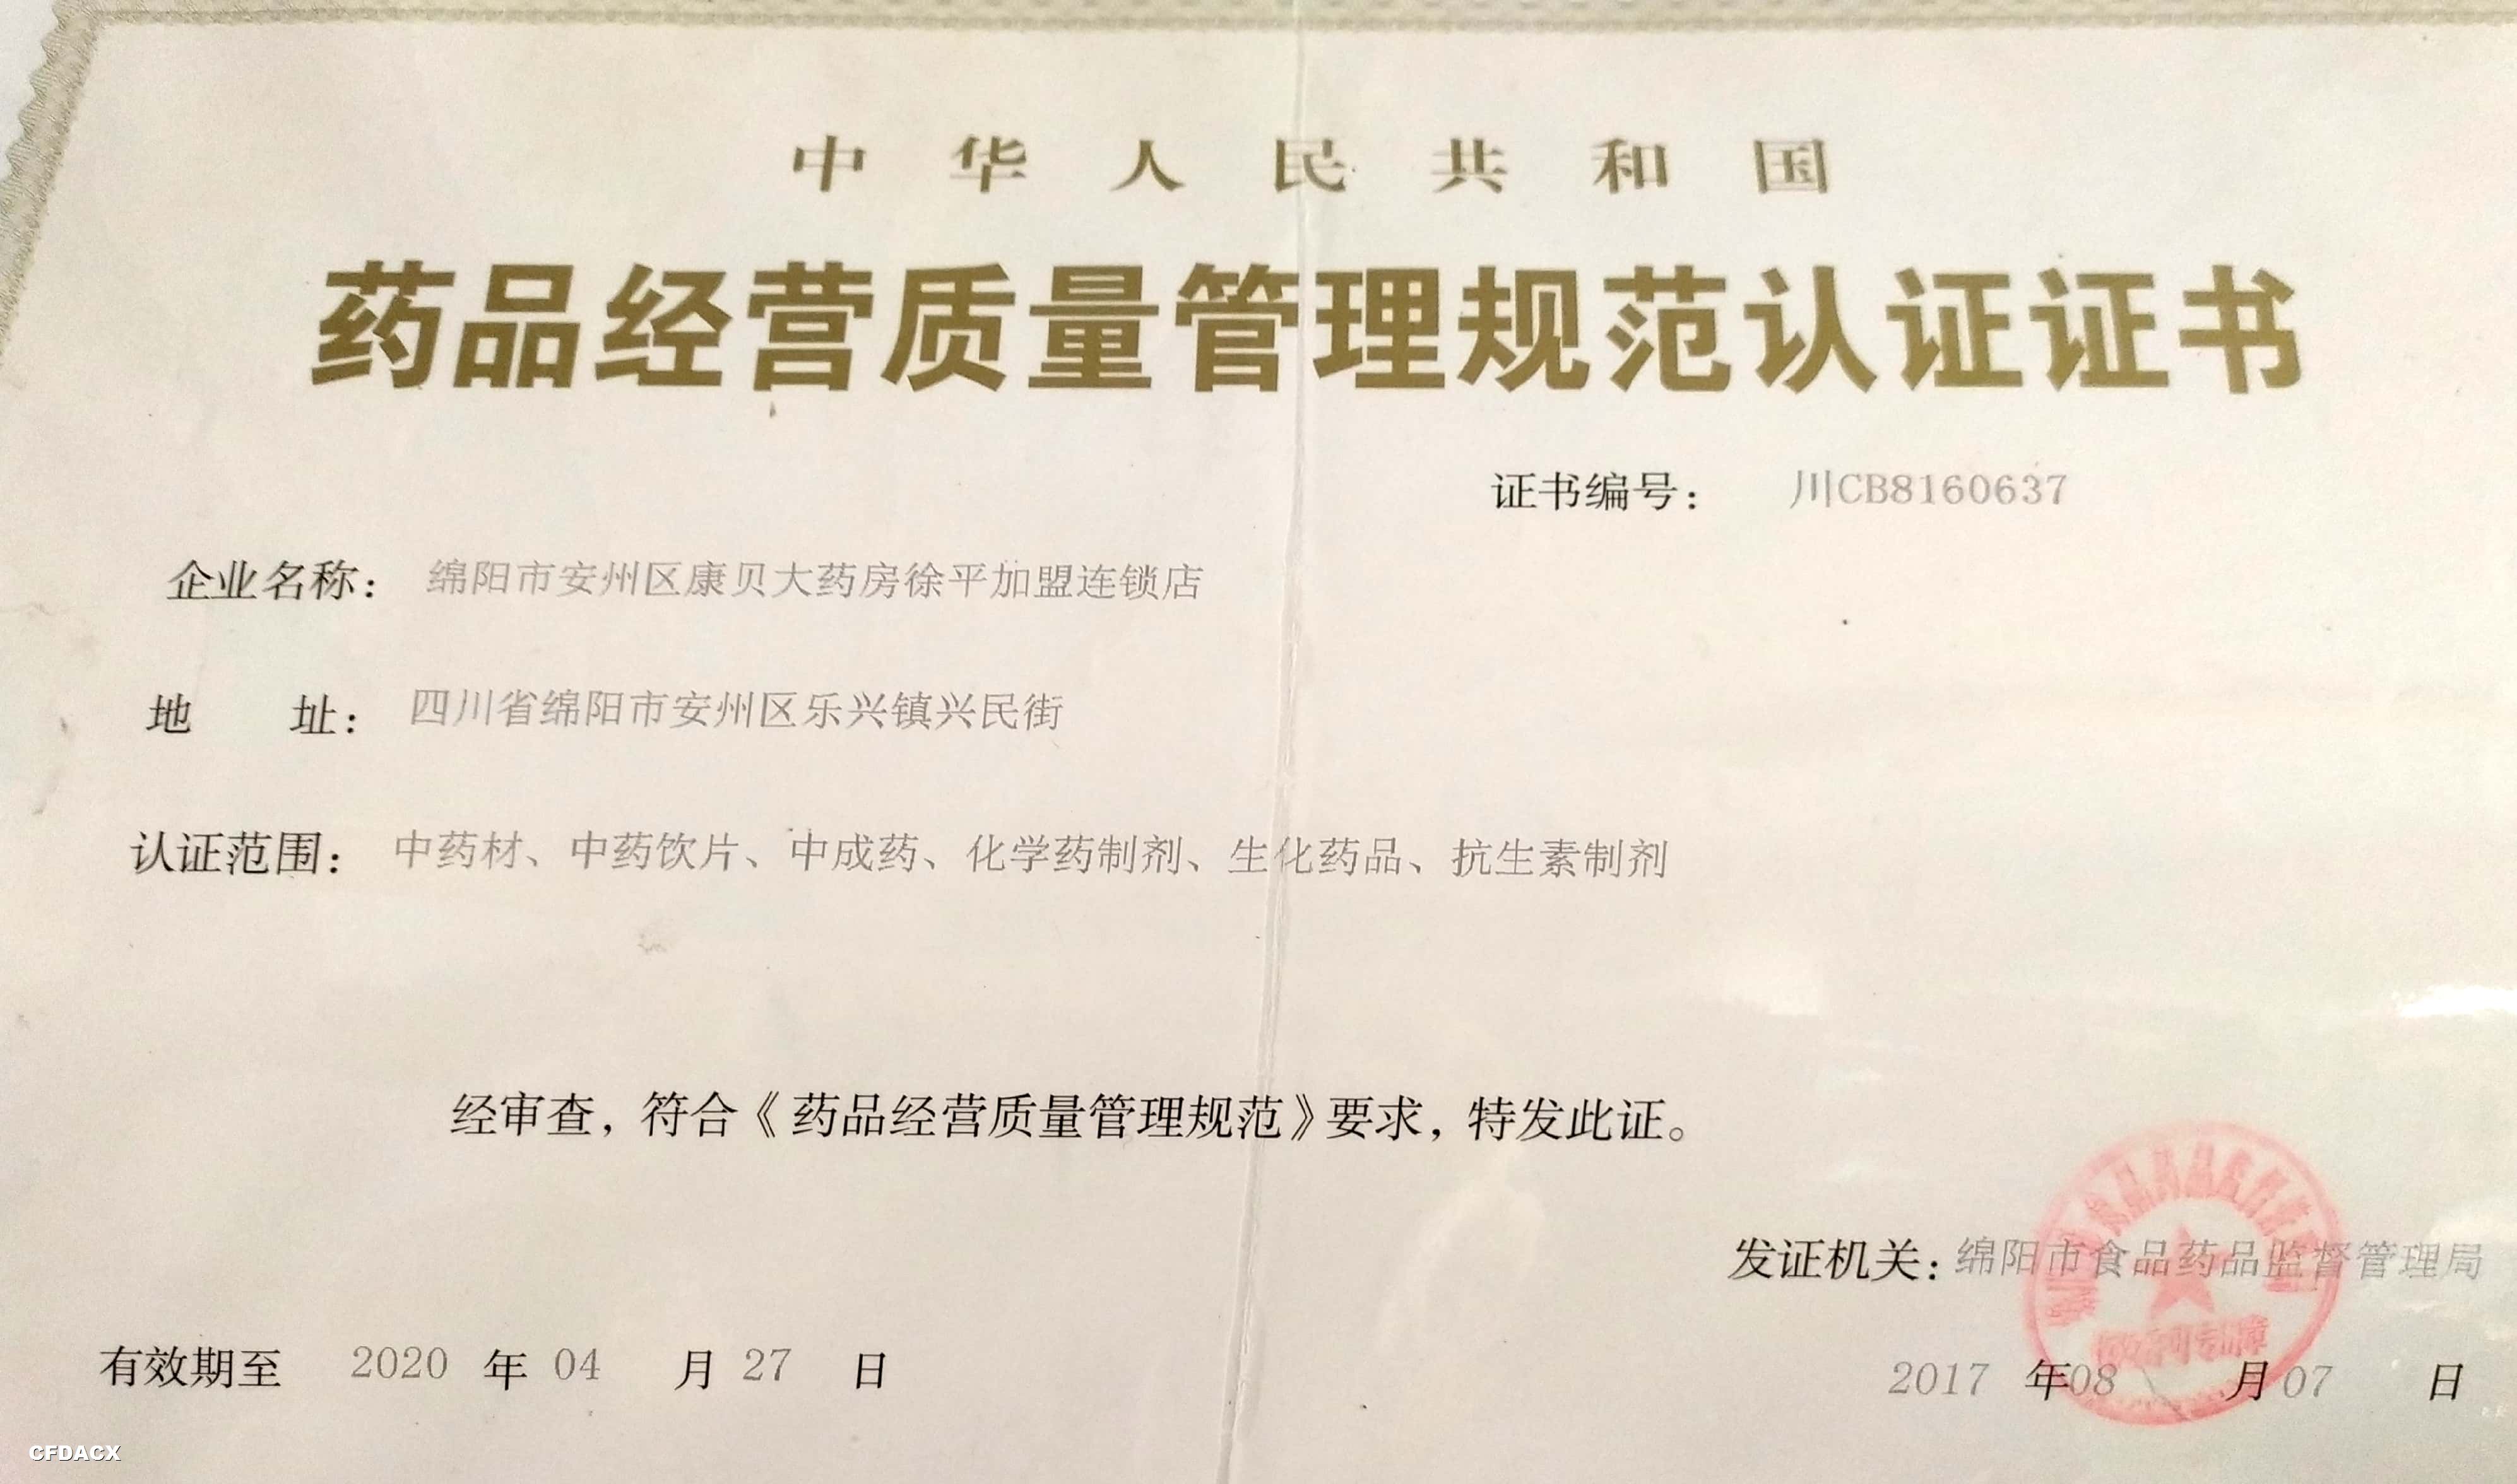 中华人民共和国
药品经营质量管理规范认证证书
证书编号： 川CB8160637
企业名称： 绵阳市安州区康贝大药房徐平加盟连锁店
地 址： 四川省绵阳市安州区乐兴镇兴民街
认证范围： 中药材、中药饮片、中成药、化学药制剂、生化药品、抗生素制剂
经审查，符合《药品经营质量管理规范》要求，特发此证。
发证机关：绵阳市食品药品监督管理局
有效期至 2020 年 04 月 27 日
2017 年 08 月 07 日
CFDACX